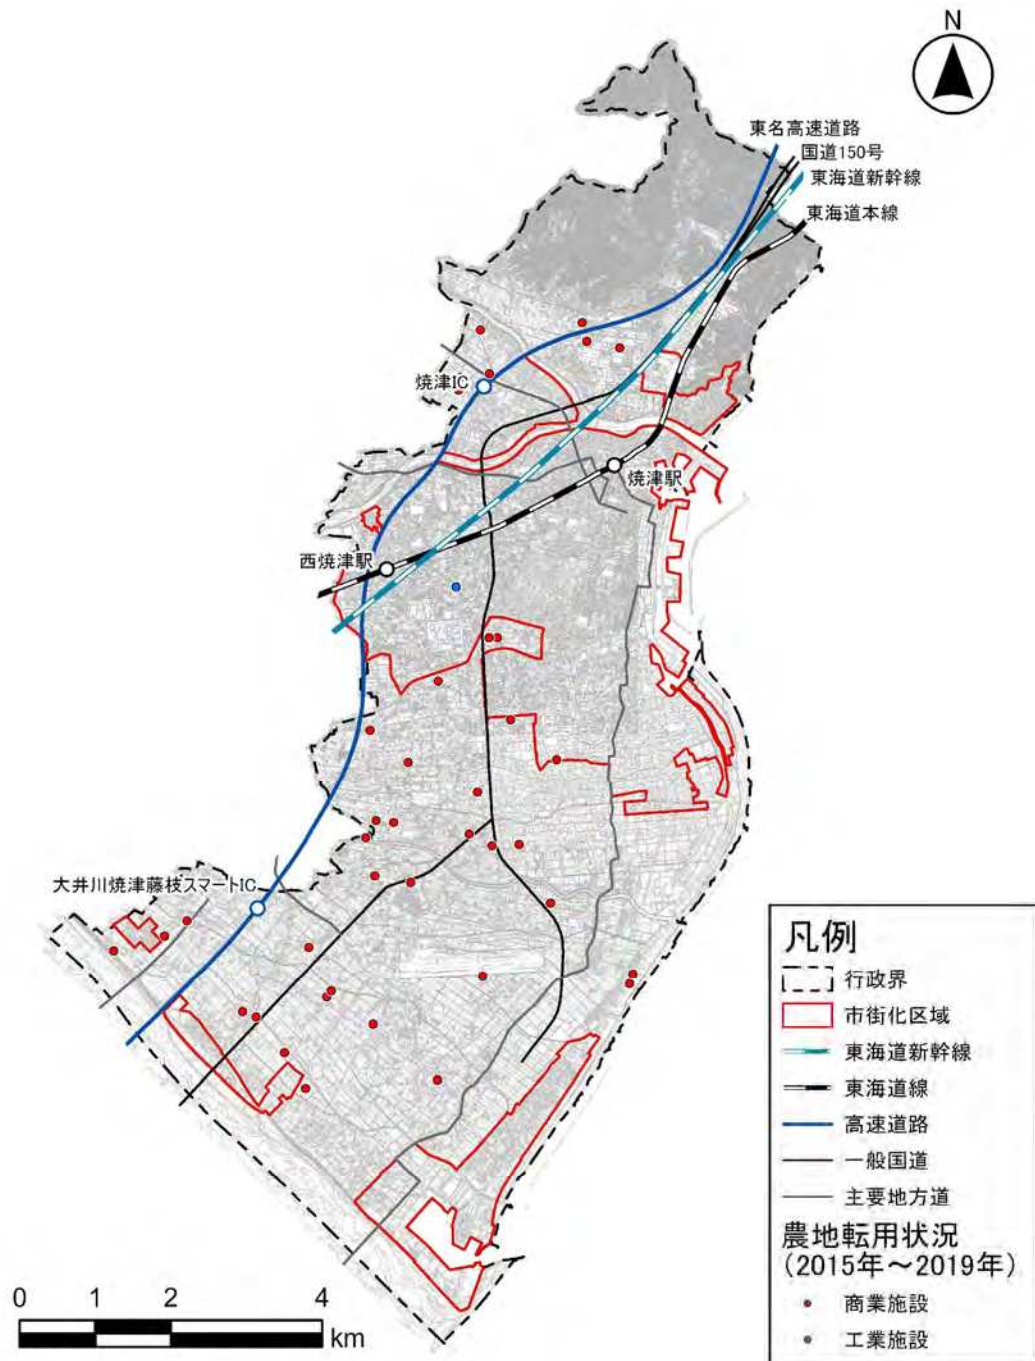 N
東名高速道路
国道150号
東海道新幹線
東海道本線
焼津IC
焼津駅
西焼津駅
大井川焼津藤枝スマートIC
凡例
行政界
市街化区域
東海道新幹線
東海道線
高速道路
一般国道
主要地方道
農地転用状況
(2015年～2019年)
商業施設
工業施設
0 1 2 4
km